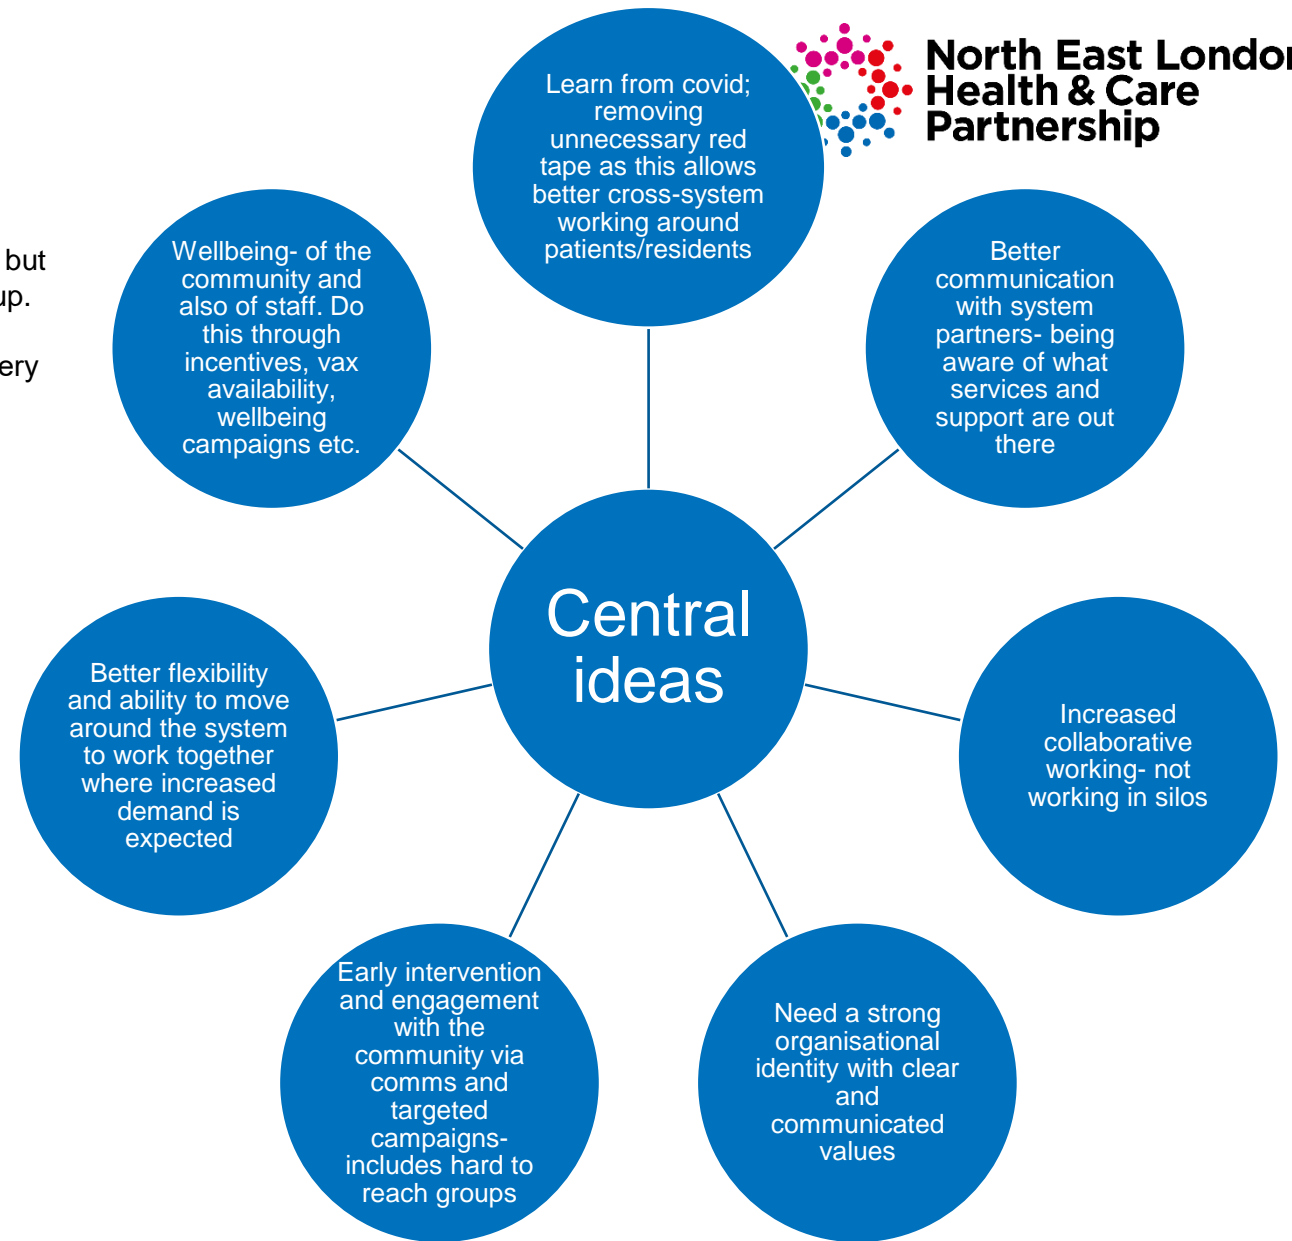 North East London
Health & Care
Partnership
but
up.
ery
Learn from covid;
removing
unnecessary red
tape as this allows
better cross-system
working around
patients/residents
Better
communication
with system
partners- being
aware of what
services and
support are out
there
Increased
collaborative
working- not
working in silos
Need a strong
organisational
identity with clear
and
communicated
values
Early intervention
and engagement
with the
community via
comms and
targeted
campaigns-
includes hard to
reach groups
Better flexibility
and ability to move
around the system
to work together
where increased
demand is
expected
Wellbeing- of the
community and
also of staff. Do
this through
incentives, vax
availability,
wellbeing
campaigns etc.
Central
ideas